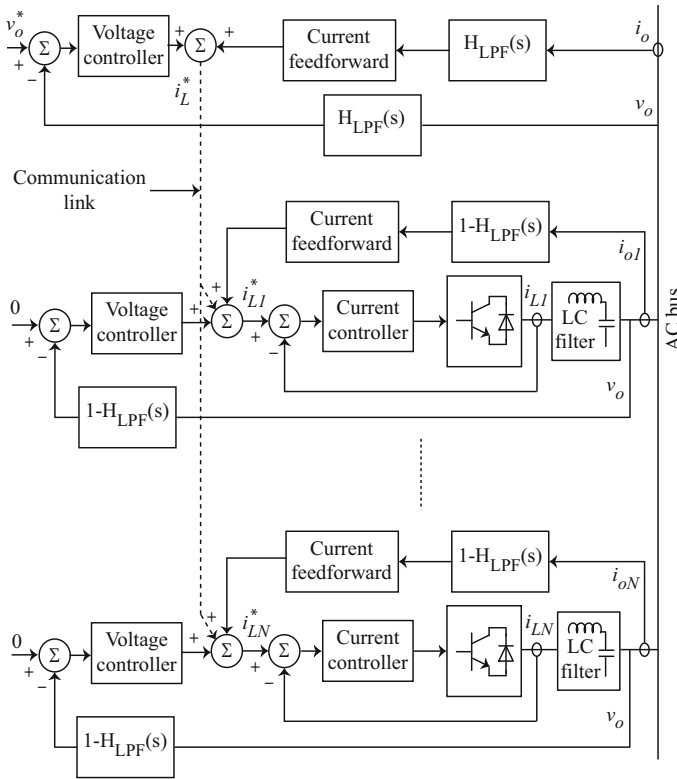 v_o^*
+
−
Σ
Voltage
controller
+
Σ
+
i_L^*
Current
feedforward
H_LPF(s)
i_o
H_LPF(s)
v_o
Communication
link
Current
feedforward
1-H_LPF(s)
i_o1
0
+
−
Σ
Voltage
controller
+
+
+
Σ
i_L1^*
+
−
Σ
Current
controller
i_L1
LC
filter
v_o
1-H_LPF(s)
AC bus
Current
feedforward
1-H_LPF(s)
i_oN
0
+
−
Σ
Voltage
controller
+
+
+
Σ
i_LN^*
+
−
Σ
Current
controller
i_LN
LC
filter
v_o
1-H_LPF(s)